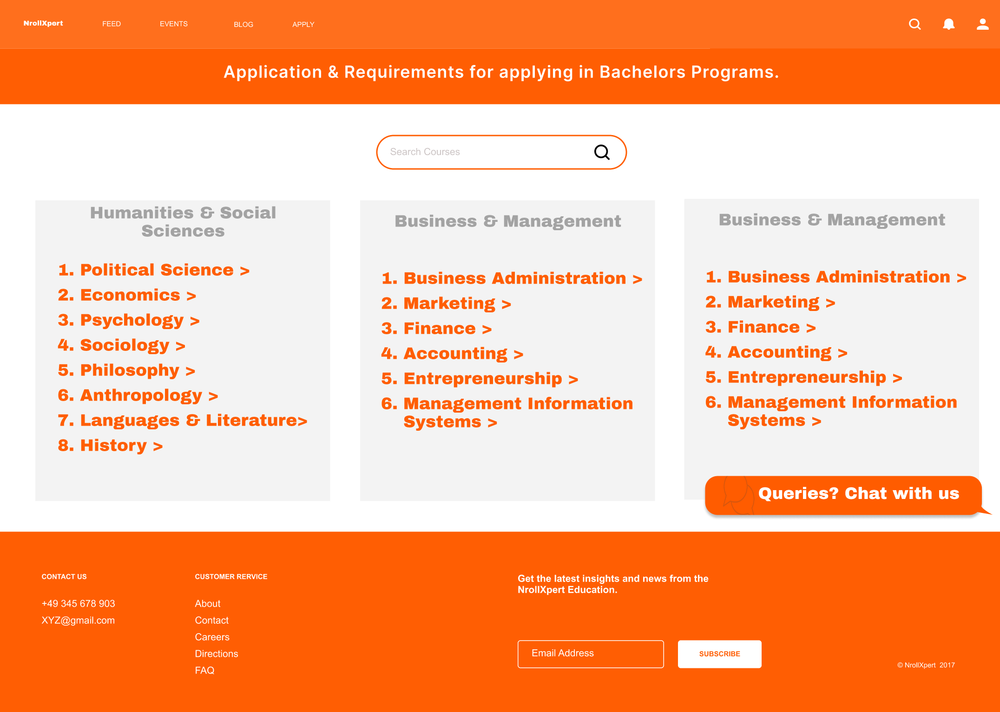 NrollXpert
FEED
EVENTS
BLOG
APPLY
Application & Requirements for applying in Bachelors Programs.
Search Courses
Humanities & Social
Sciences
1. Political Science >
2. Economics >
3. Psychology >
4. Sociology >
5. Philosophy >
6. Anthropology >
7. Languages & Literature>
8. History >
Business & Management
1. Business Administration >
2. Marketing >
3. Finance >
4. Accounting >
5. Entrepreneurship >
6. Management Information
Systems >
Business & Management
1. Business Administration >
2. Marketing >
3. Finance >
4. Accounting >
5. Entrepreneurship >
6. Management Information
Systems >
Queries? Chat with us
CONTACT US
+49 345 678 903
XYZ@gmail.com
CUSTOMER RERVICE
About
Contact
Careers
Directions
FAQ
Get the latest insights and news from the
NrollXpert Education.
Email Address
SUBSCRIBE
© NrollXpert 2017